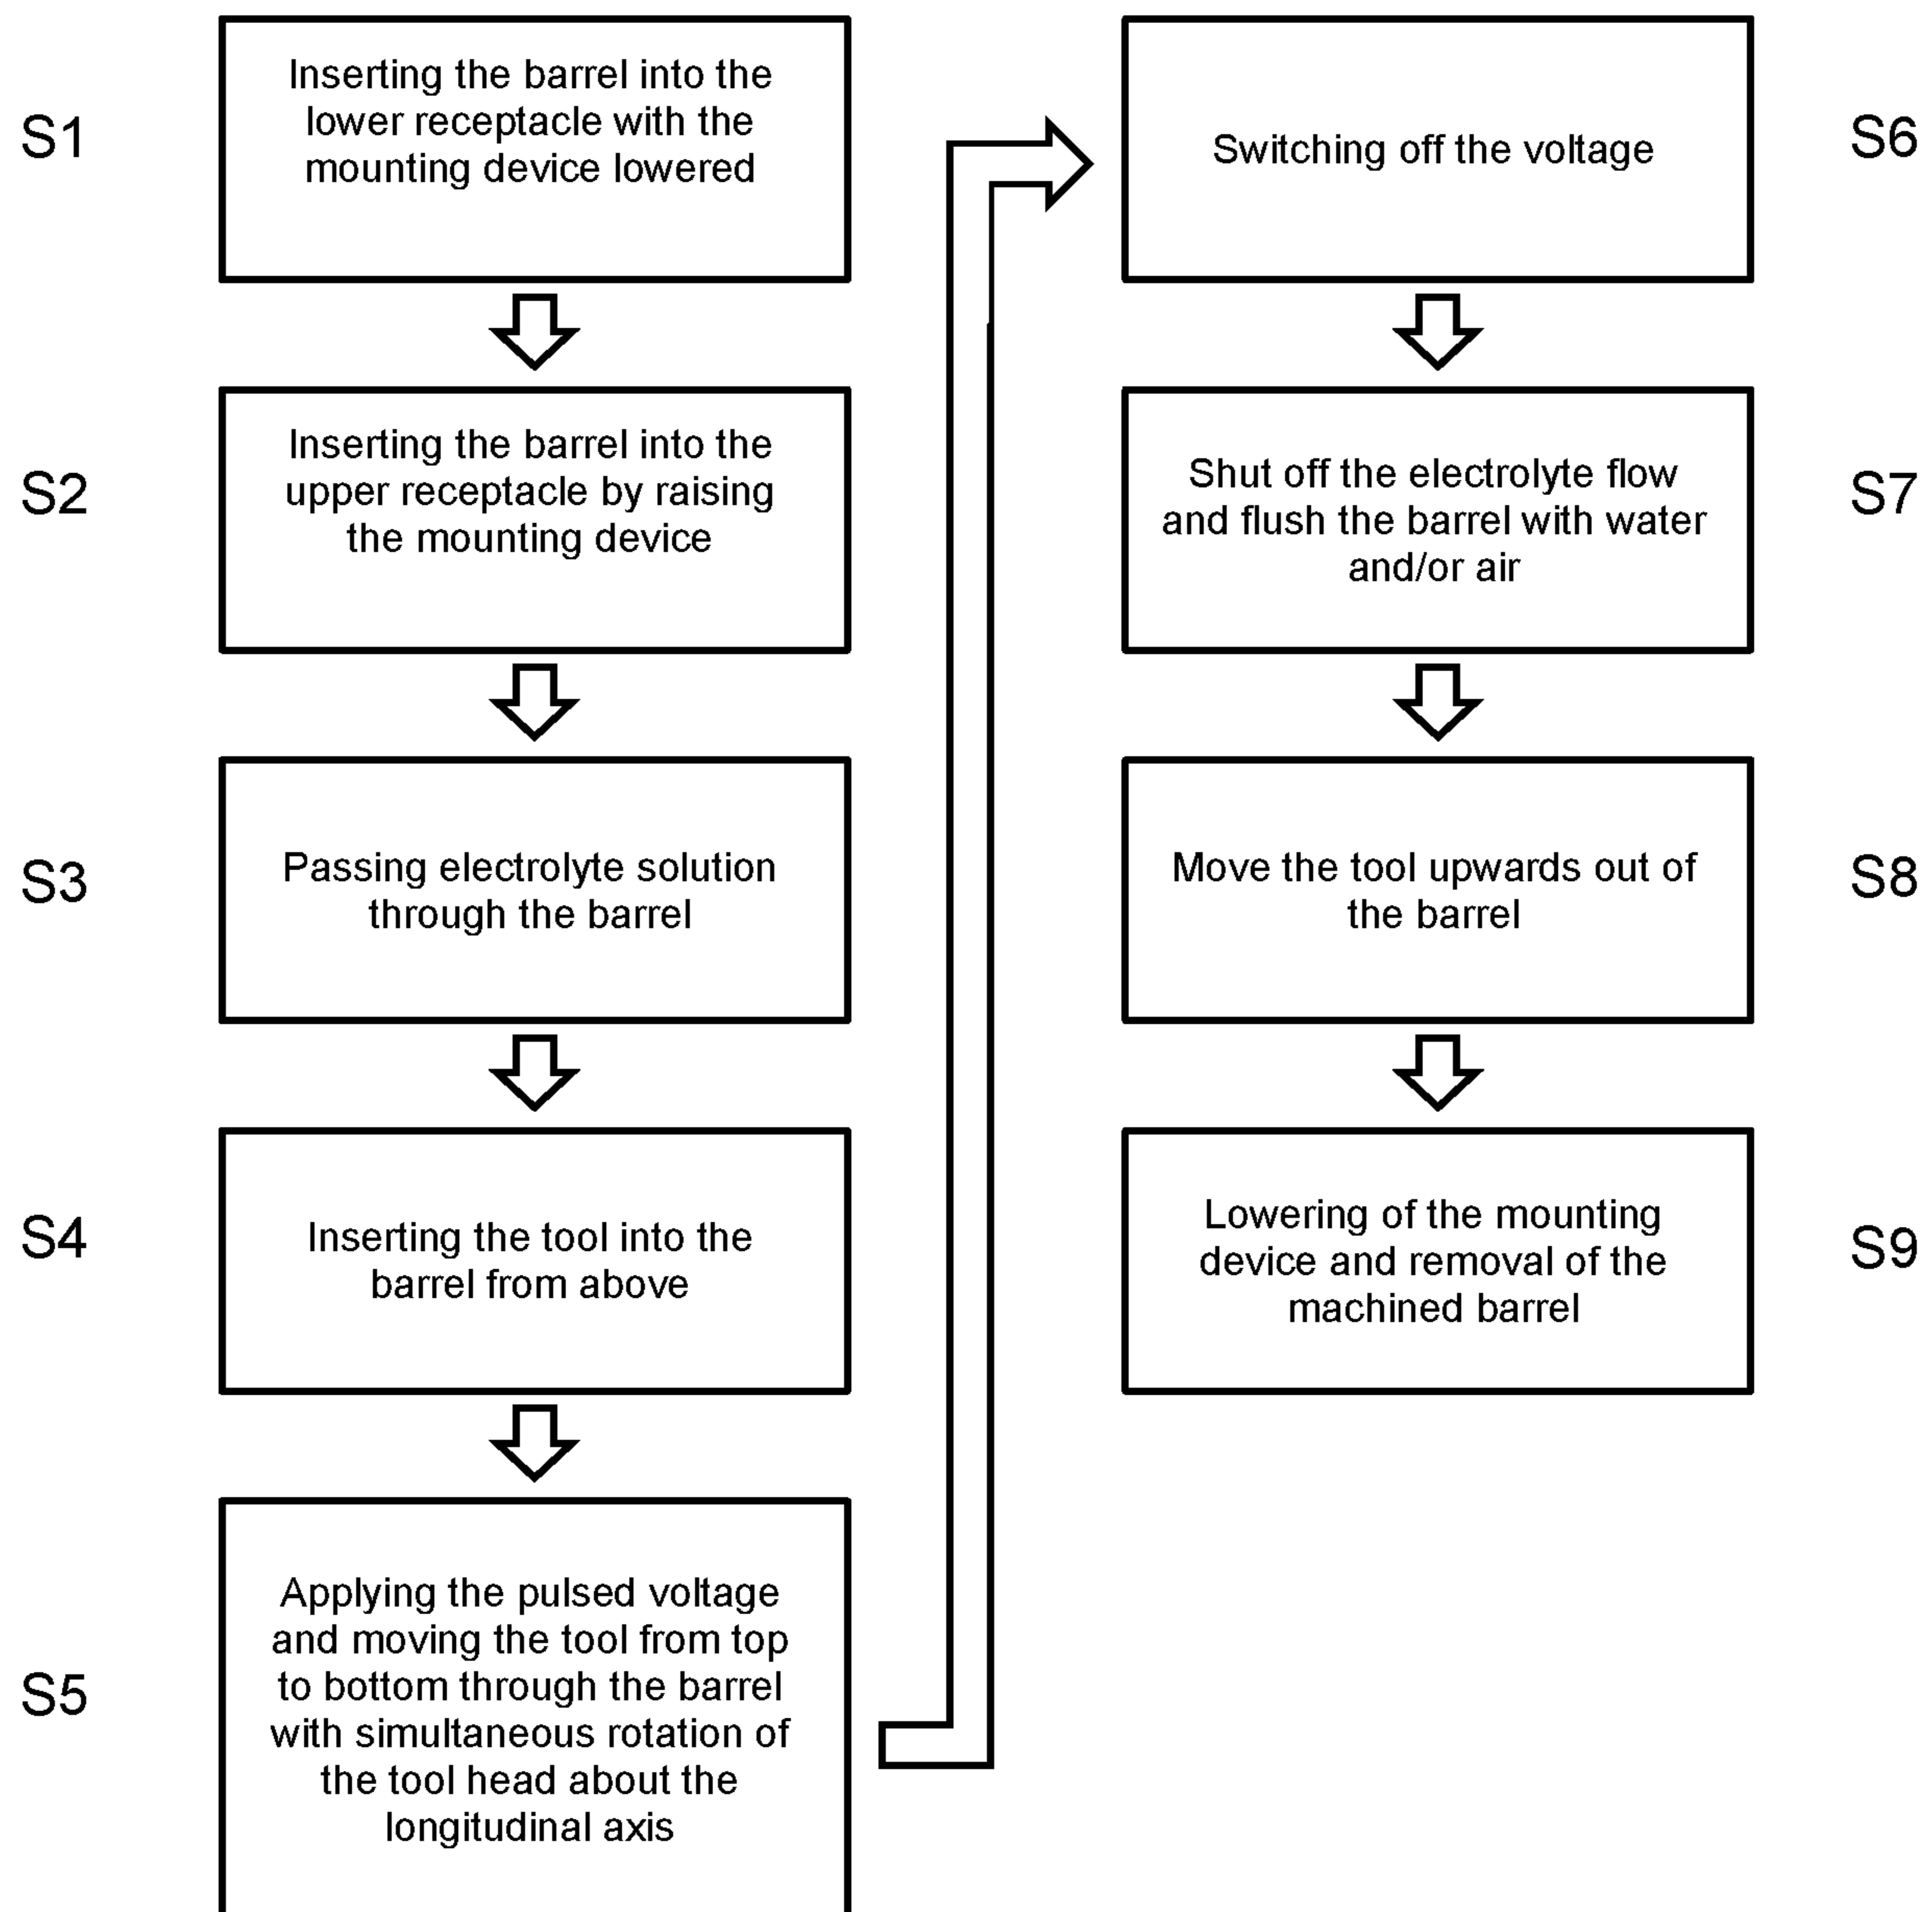 S1
Inserting the barrel into the
lower receptacle with the
mounting device lowered
S2
Inserting the barrel into the
upper receptacle by raising
the mounting device
S3
Passing electrolyte solution
through the barrel
S4
Inserting the tool into the
barrel from above
S5
Applying the pulsed voltage
and moving the tool from top
to bottom through the barrel
with simultaneous rotation of
the tool head about the
longitudinal axis
Switching off the voltage
S6
Shut off the electrolyte flow
and flush the barrel with water
and/or air
S7
Move the tool upwards out of
the barrel
S8
Lowering of the mounting
device and removal of the
machined barrel
S9